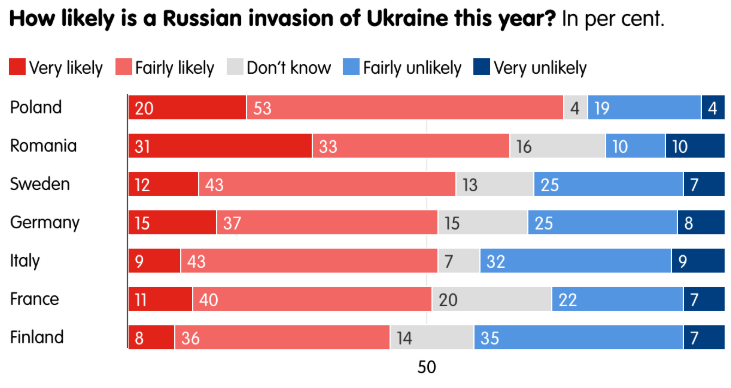 How likely is a Russian invasion of Ukraine this year? In per cent.
Very likely Fairly likely Don't know Fairly unlikely Very unlikely
Poland 20 53 4 19 4
Romania 31 33 16 10 10
Sweden 12 43 13 25 7
Germany 15 37 15 25 8
Italy 9 43 7 32 9
France 11 40 20 22 7
Finland 8 36 14 35 7
50